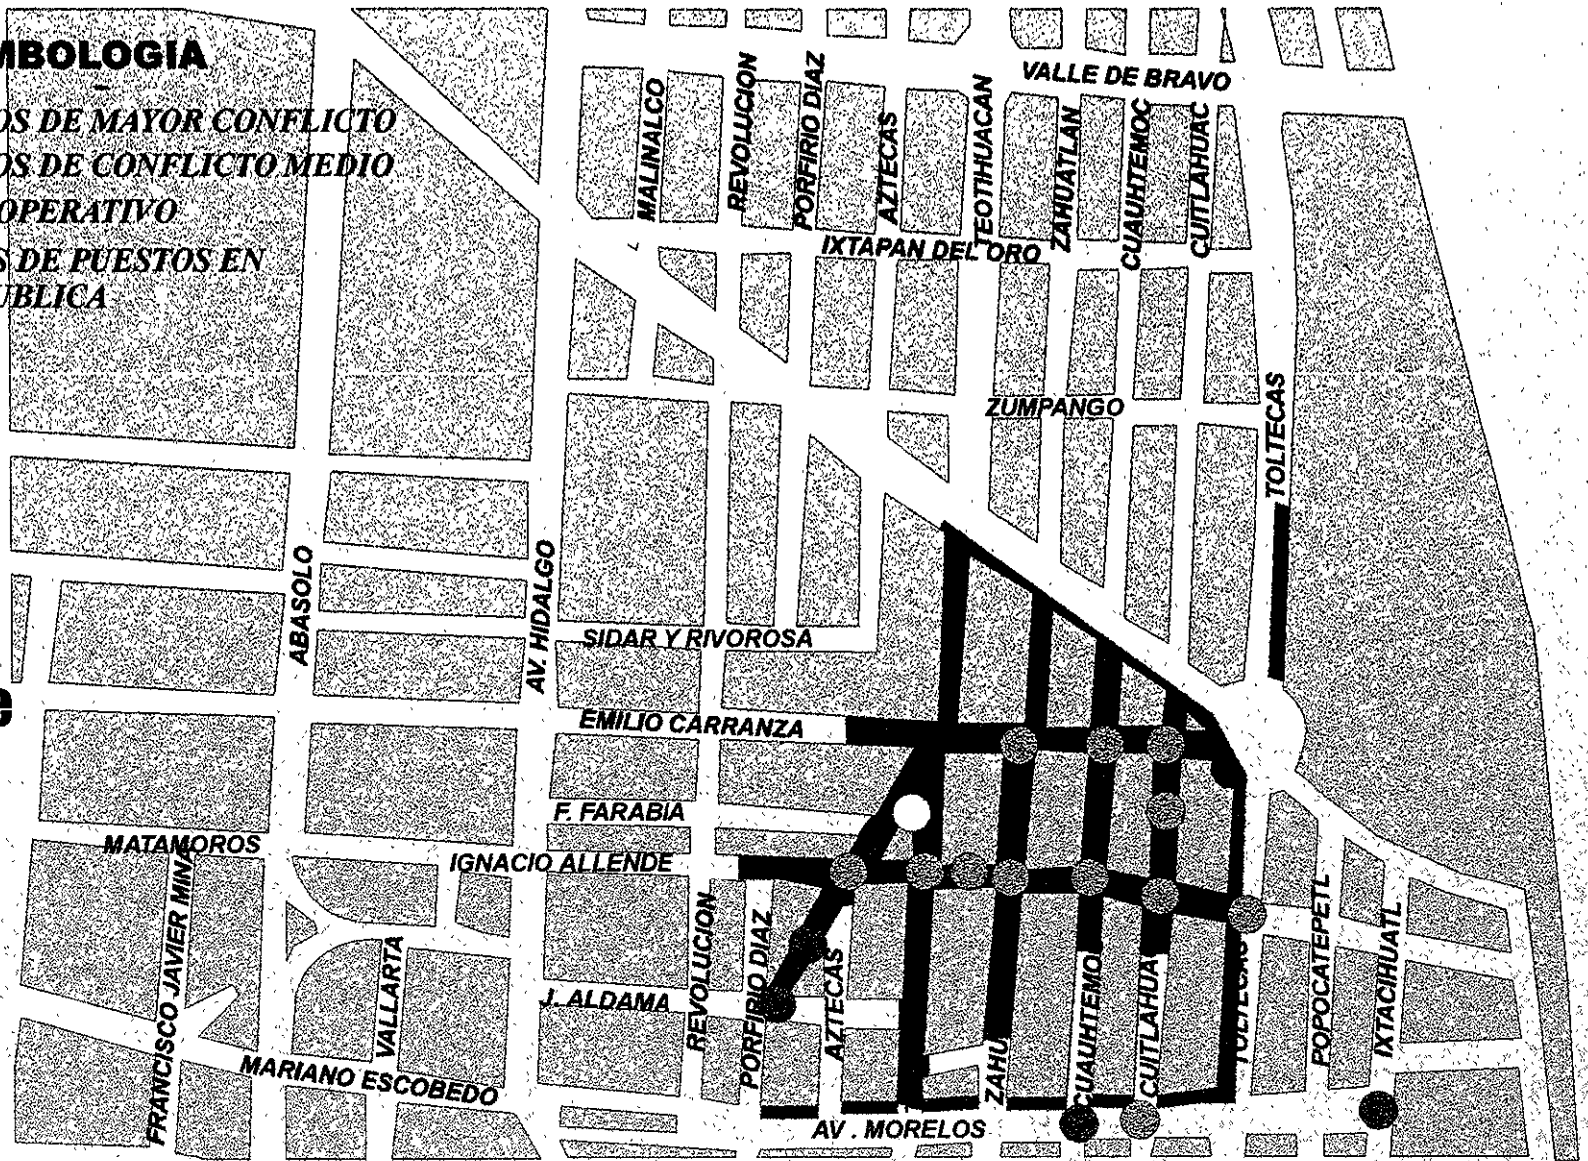 MBOLOGIA
OS DE MAYOR CONFLICTO
OS DE CONFLICTO MEDIO
OPERATIVO
S DE PUESTOS EN
UBLICA
VALLE DE BRAVO
MALINALCO
REVOLUCION
PORFIRIO DIAZ
AZTECAS
TEOTIHUACAN
ZAHUATLAN
CUAUHTEMOC
CUITLAHUAC
IXTAPAN DEL ORO
ZUMPANGO
TOLTECAS
ABASOLO
AV. HIDALGO
SIDAR Y RIVOROSA
e
EMILIO CARRANZA
F. FARABIA
MATAMOROS
IGNACIO ALLENDE
FRANCISCO JAVIER MINA
VALLARTA
REVOLUCION
PORFIRIO DIAZ
AZTECAS
J. ALDAMA
ZAHU
CUAUHTEMO
CUITLAHUA
TOLTECAS
POPOCATEPETL
IXTACIHUATL
MARIANO ESCOBEDO
AV . MORELOS